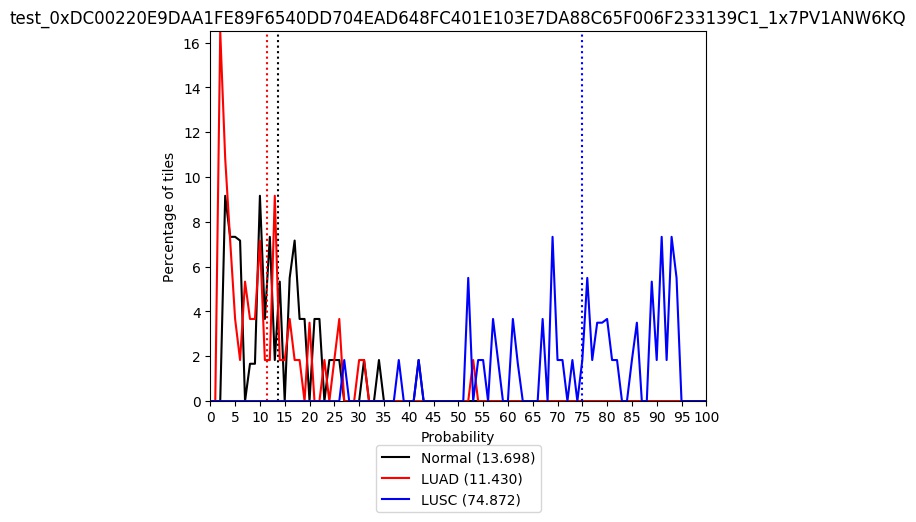 test_0xDC00220E9DAA1FE89F6540DD704EAD648FC401E103E7DA88C65F006F233139C1_1x7PV1ANW6KQ
16
14
12
10
8
6
4
2
0
Percentage of tiles
0 5 10 15 20 25 30 35 40 45 50 55 60 65 70 75 80 85 90 95 100
Probability
Normal (13.698)
LUAD (11.430)
LUSC (74.872)